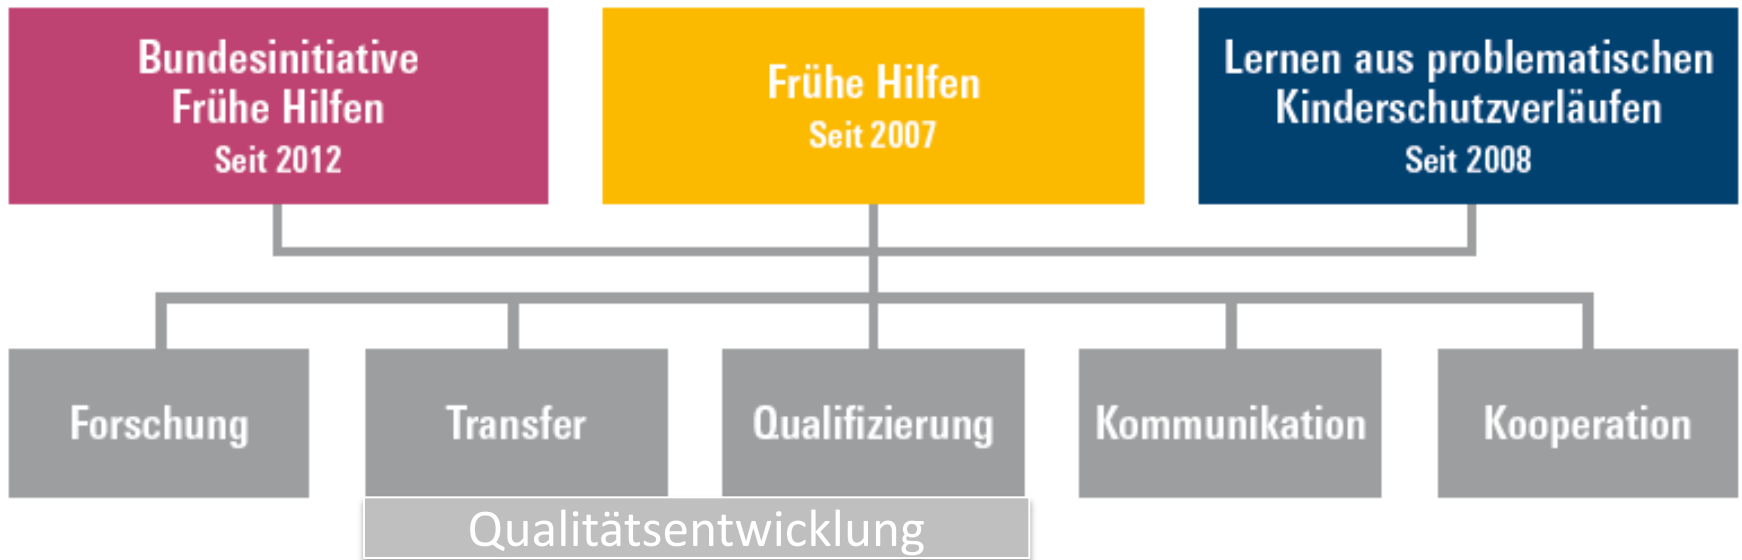 Bundesinitiative
Frühe Hilfen
Seit 2012
Frühe Hilfen
Seit 2007
Lernen aus problematischen
Kinderschutzverläufen
Seit 2008
Forschung
Transfer
Qualifizierung
Kommunikation
Kooperation
Qualitätsentwicklung